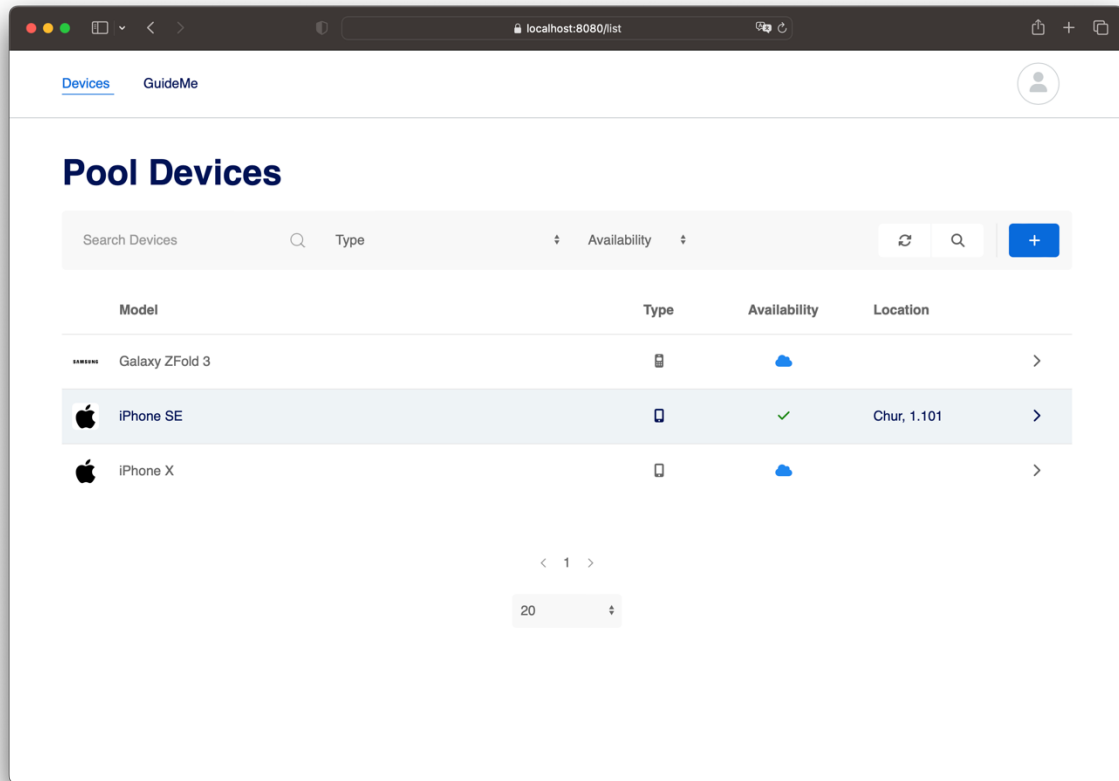 localhost:8080/list
Devices GuideMe
Pool Devices
Search Devices Type Availability
Model Type Availability Location
SAMSUNG Galaxy ZFold 3
iPhone SE Chur, 1.101
iPhone X
1
20